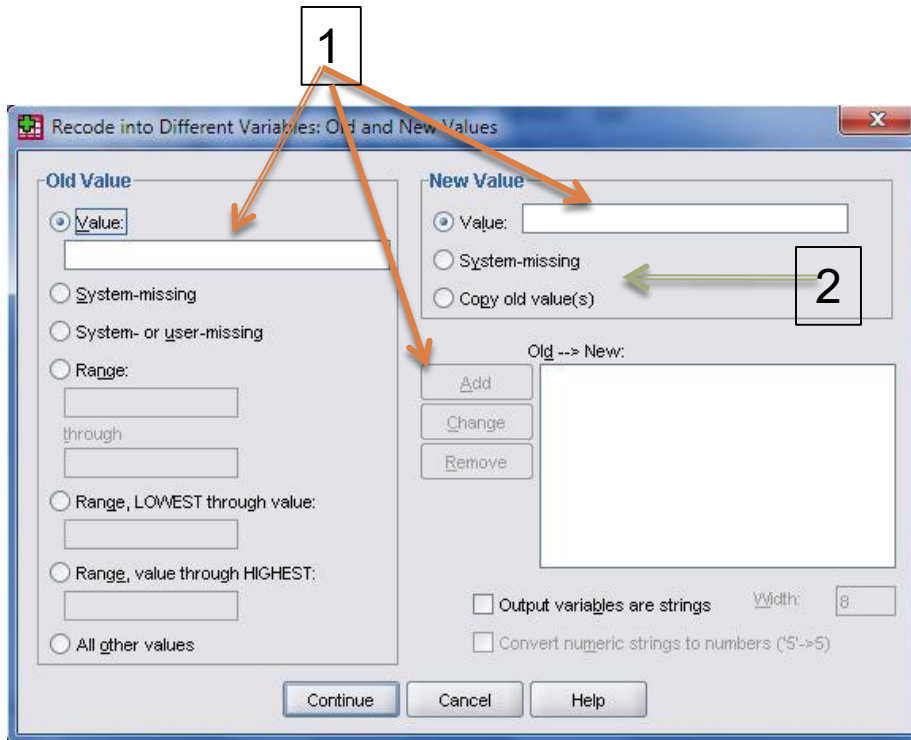 1
Recode into Different Variables: Old and New Values
Old Value
Value:
System-missing
System- or user-missing
Range:
through
Range, LOWEST through value:
Range, value through HIGHEST:
All other values
New Value
Value:
System-missing
Copy old value(s)
2
Old --> New:
Add
Change
Remove
Output variables are strings Width: 8
Convert numeric strings to numbers ('5'->5)
Continue Cancel Help